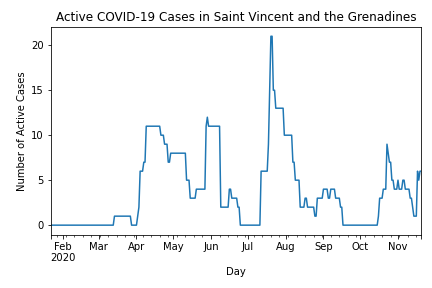 Active COVID-19 Cases in Saint Vincent and the Grenadines
20
15
10
5
0
Number of Active Cases
Feb Mar Apr May Jun Jul Aug Sep Oct Nov
2020
Day